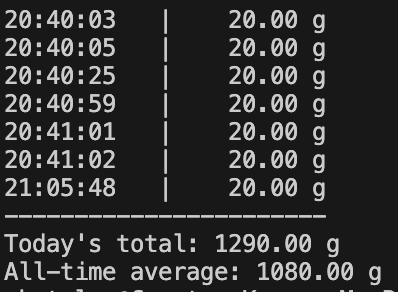 20:40:03 | 20.00 g
20:40:05 | 20.00 g
20:40:25 | 20.00 g
20:40:59 | 20.00 g
20:41:01 | 20.00 g
20:41:02 | 20.00 g
21:05:48 | 20.00 g
-----------------------
Today's total: 1290.00 g
All-time average: 1080.00 g